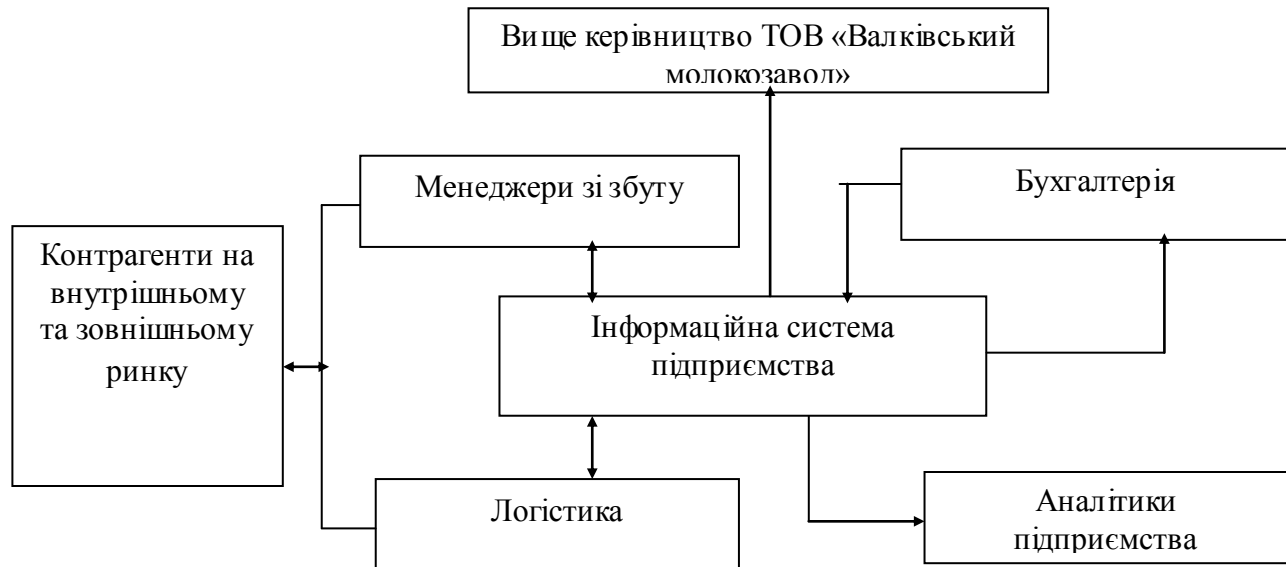 Вище керівництво ТОВ «Валківський
молокозавод»
Менеджери зі збуту
Бухгалтерія
Контрагенти на
внутрішньому
та зовнішньому
ринку
Інформаційна система
підприємства
Логістика
Аналітики
підприємства